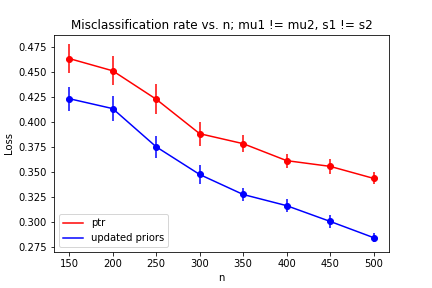 Misclassification rate vs. n; mu1 != mu2, s1 != s2
0.475
0.450
0.425
0.400
0.375
0.350
0.325
0.300
0.275
Loss
ptr
updated priors
150 200 250 300 350 400 450 500
n